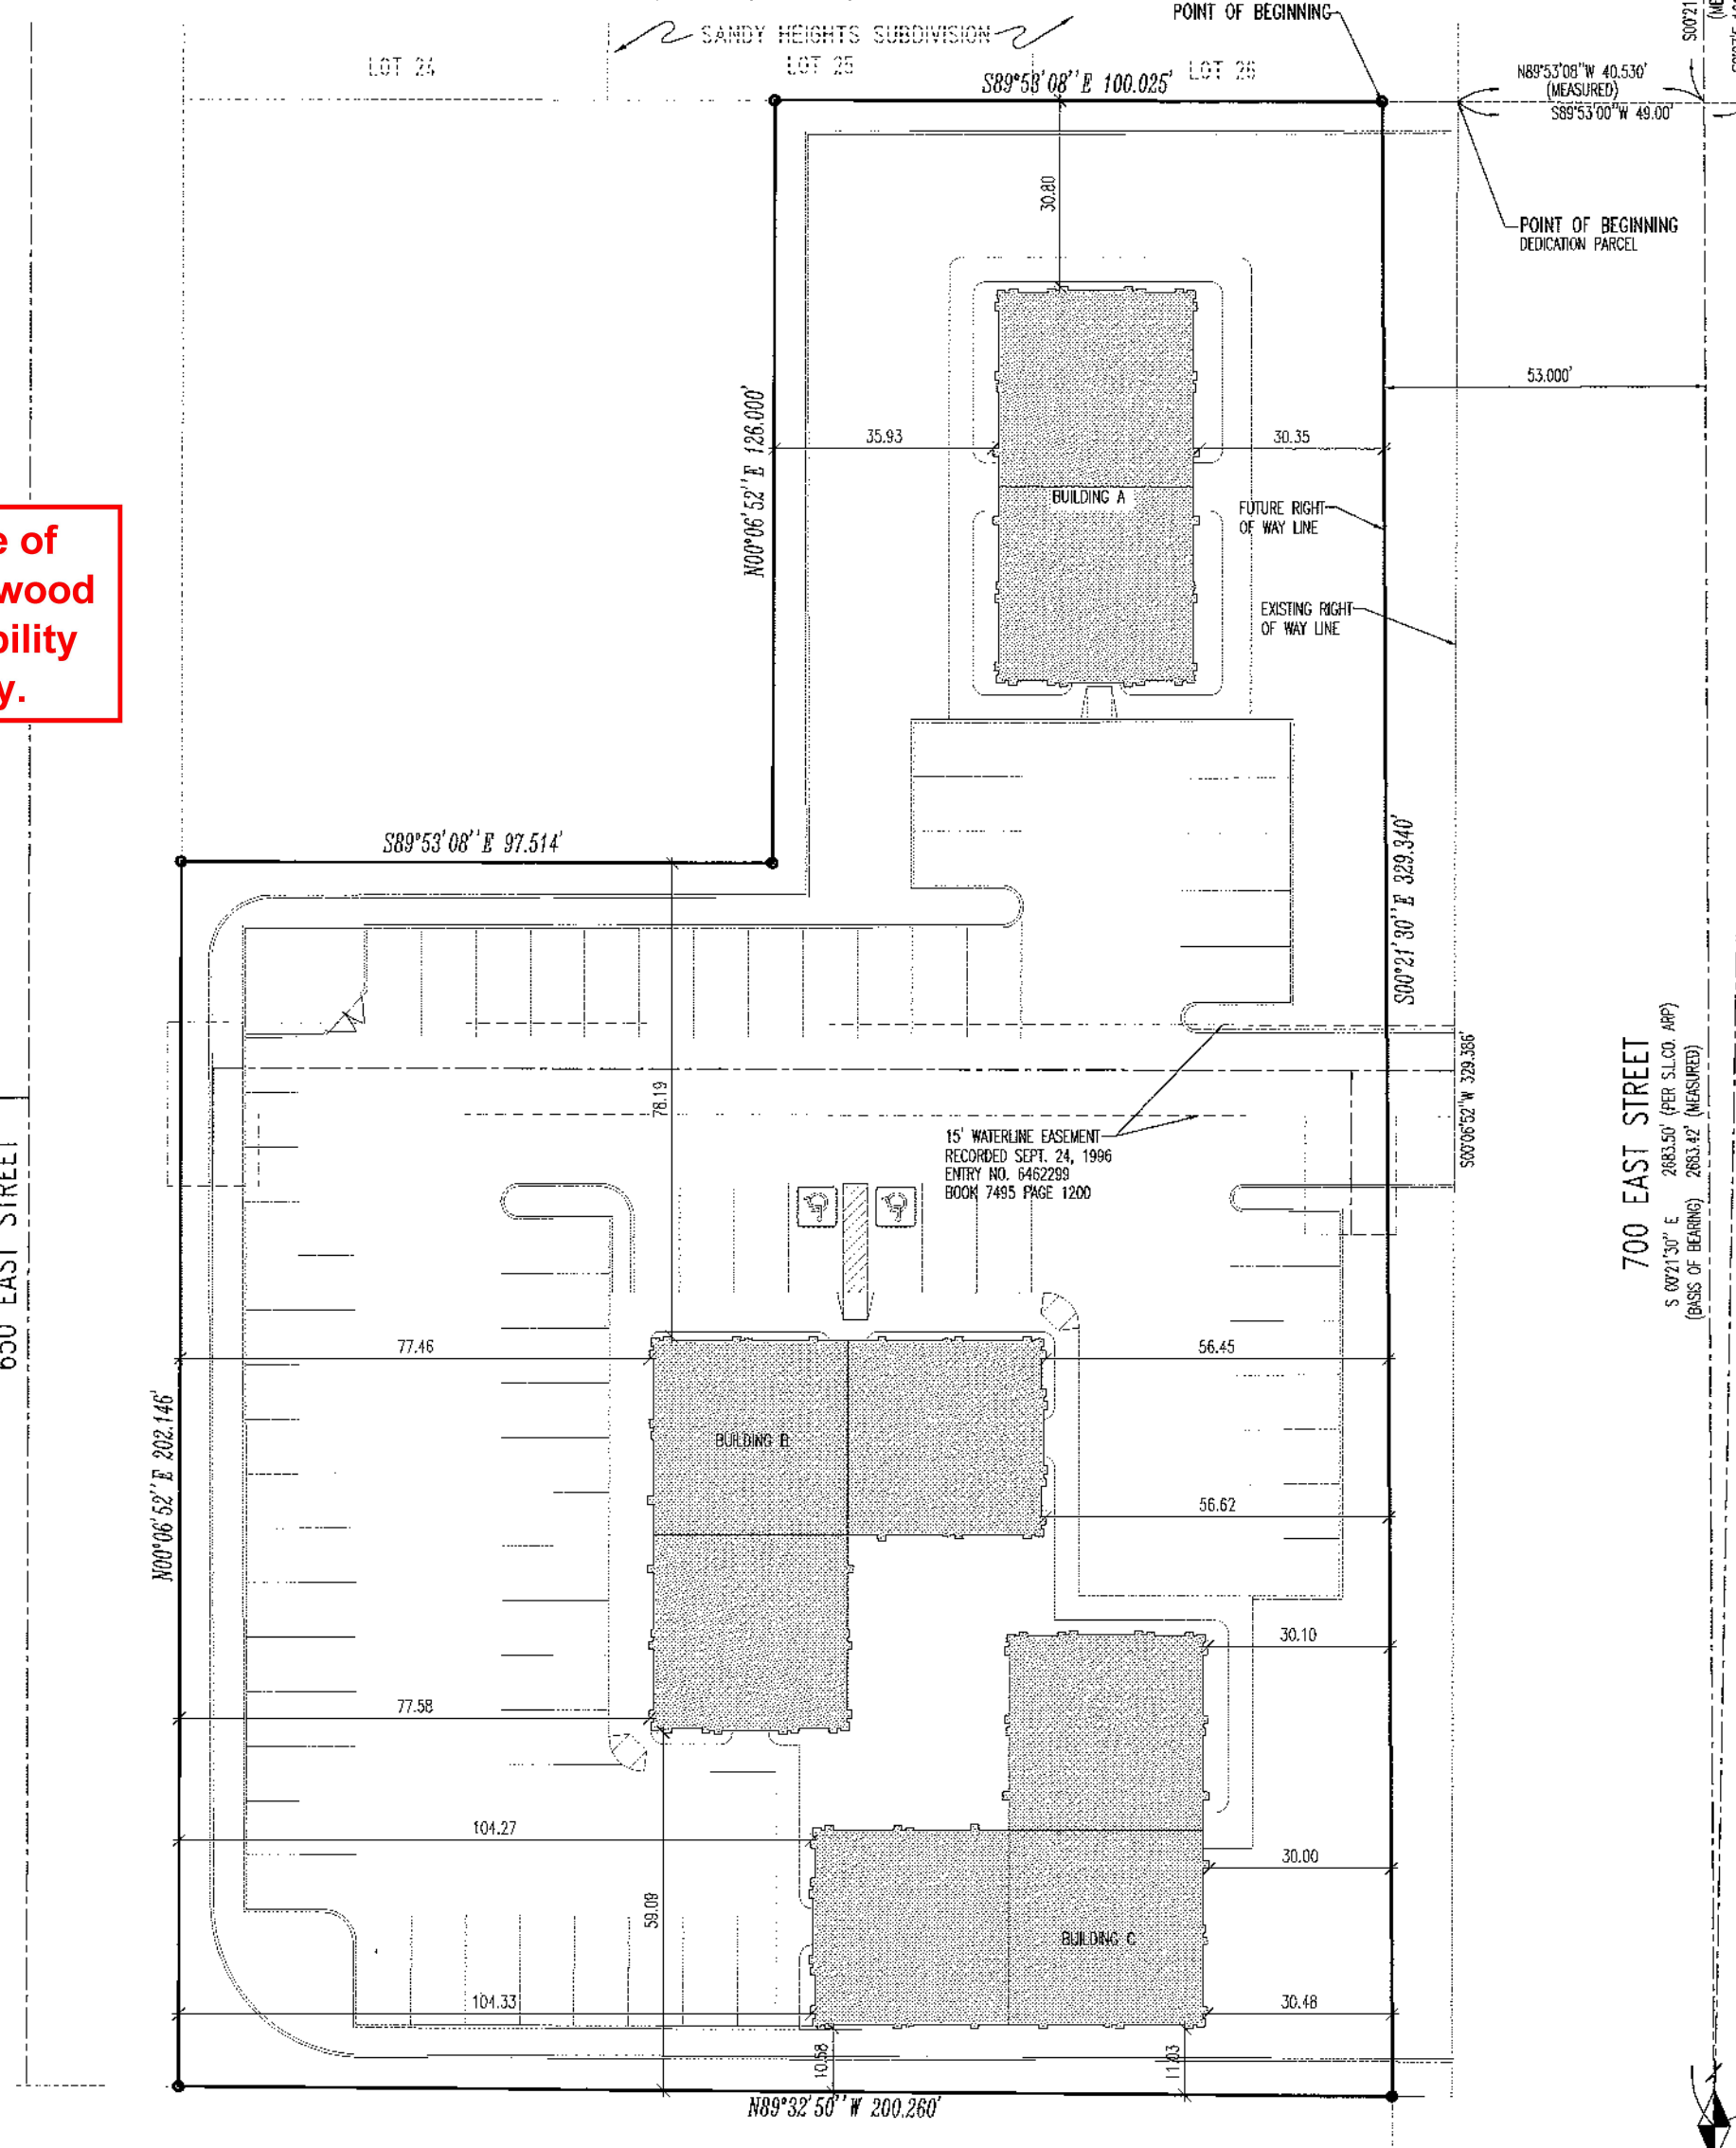 POINT OF BEGINNING
SANDY HEIGHTS SUBDIVISION
LOT 24
LOT 25
LOT 26
S89°53'08''E 100.025'
N89°53'08"W 40.530'
(MEASURED)
S89°53'00"W 49.00'
S00°21
30.80
POINT OF BEGINNING
DEDICATION PARCEL
53.000'
N00°06'52''E 126.000'
35.93
30.35
BUILDING A
FUTURE RIGHT
OF WAY LINE
EXISTING RIGHT
OF WAY LINE
e of
wood
bility
y.
S89°53'08''E 97.514'
S00°21'30''E 329.340'
78.19
15' WATERLINE EASEMENT
RECORDED SEPT. 24, 1996
ENTRY NO. 6462299
BOOK 7495 PAGE 1200
S00°06'52"W 329.386'
700 EAST STREET
S 00°21'30" E 2683.50' (PER S.L.CO. ARP)
(BASIS OF BEARING) 2683.42' (MEASURED)
650 EAST STREET
77.46
56.45
BUILDING B
N00°06'52''E 202.146'
56.62
30.10
77.58
104.27
30.00
59.09
BUILDING C
104.33
30.48
10.58
11.03
N89°32'50''W 200.260'